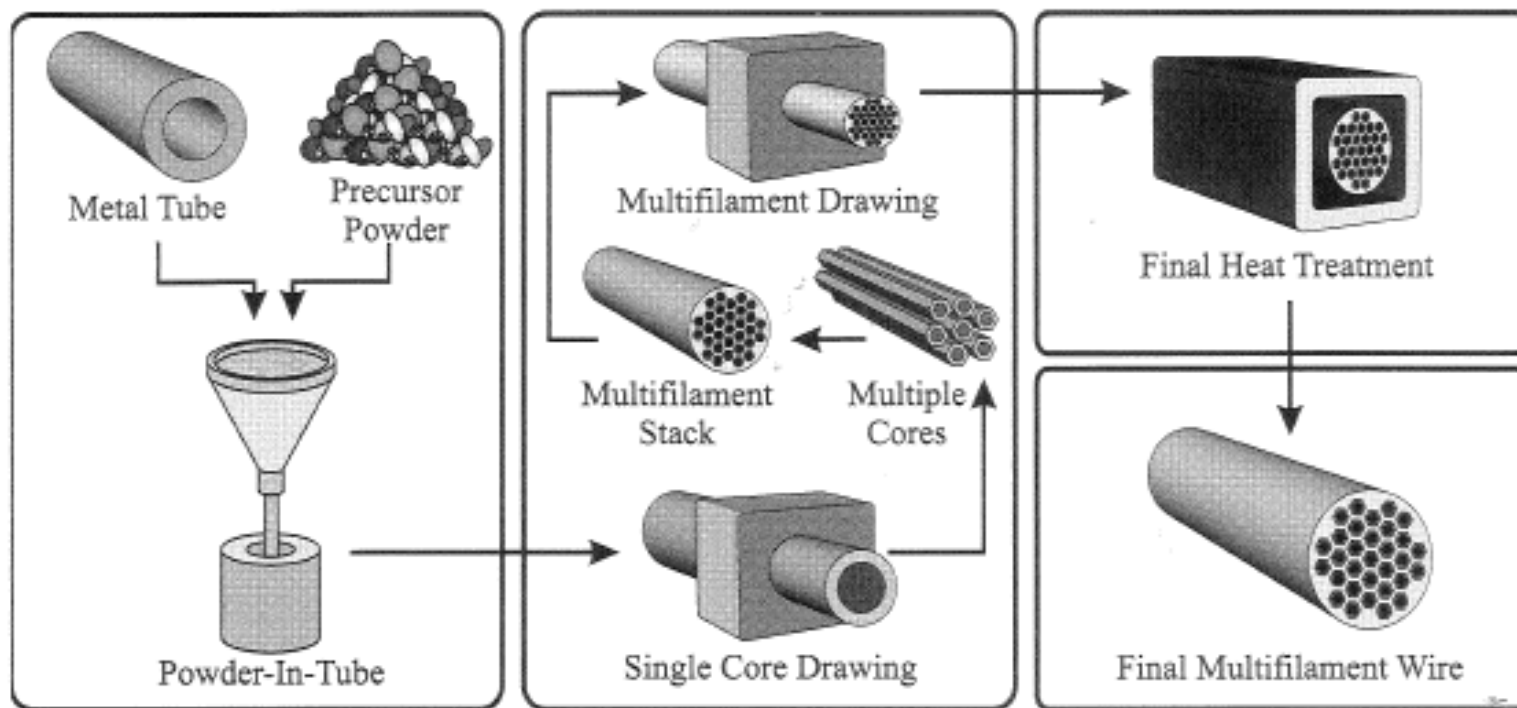 Metal Tube
Precursor
Powder
Powder-In-Tube
Multifilament Drawing
Multifilament
Stack
Multiple
Cores
Single Core Drawing
Final Heat Treatment
Final Multifilament Wire